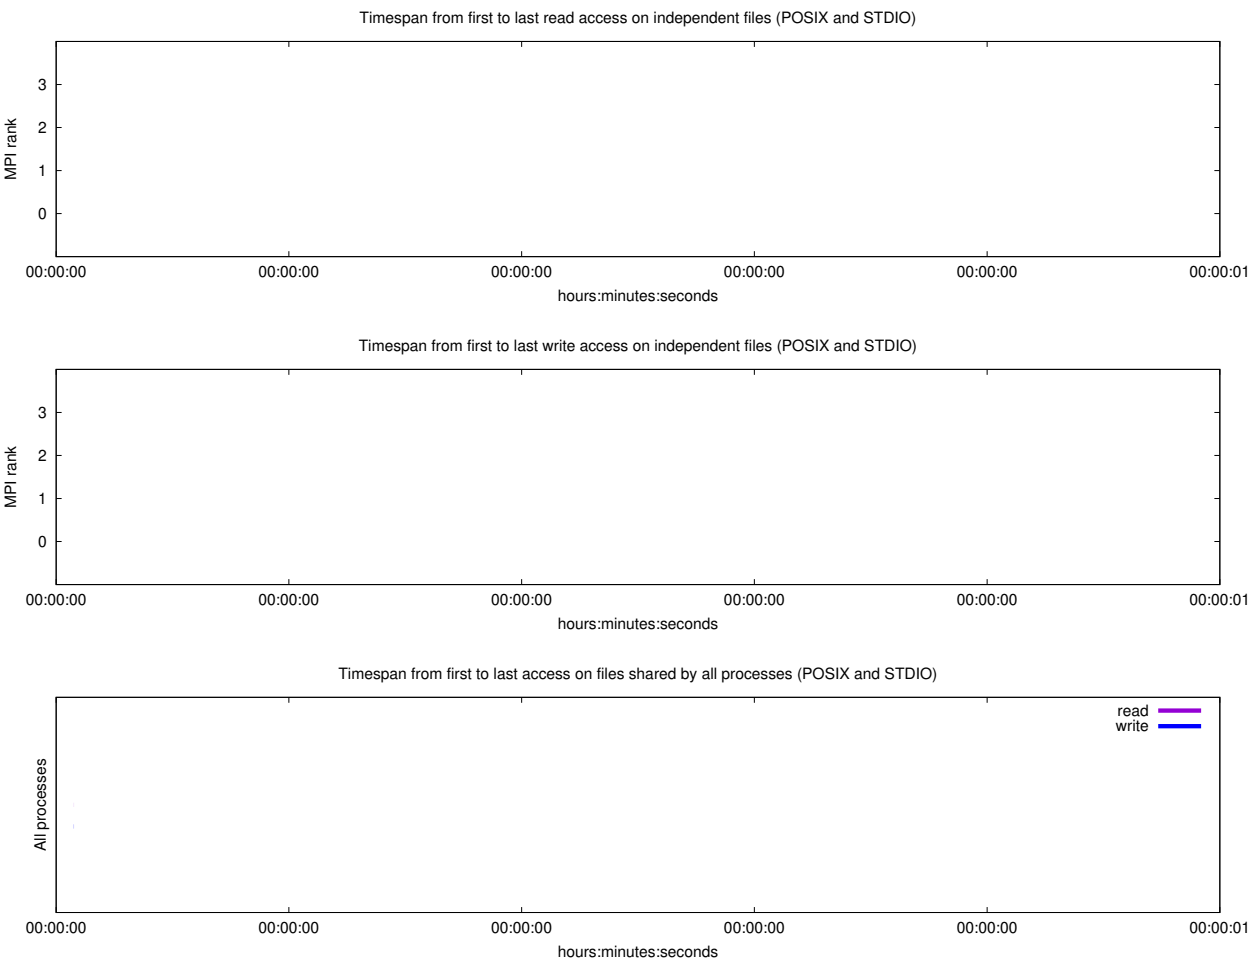 Timespan from first to last read access on independent files (POSIX and STDIO)
3
2
1
0
MPI rank
00:00:00 00:00:00 00:00:00 00:00:00 00:00:00 00:00:01
hours:minutes:seconds
Timespan from first to last write access on independent files (POSIX and STDIO)
3
2
1
0
MPI rank
00:00:00 00:00:00 00:00:00 00:00:00 00:00:00 00:00:01
hours:minutes:seconds
Timespan from first to last access on files shared by all processes (POSIX and STDIO)
read
write
All processes
00:00:00 00:00:00 00:00:00 00:00:00 00:00:00 00:00:01
hours:minutes:seconds